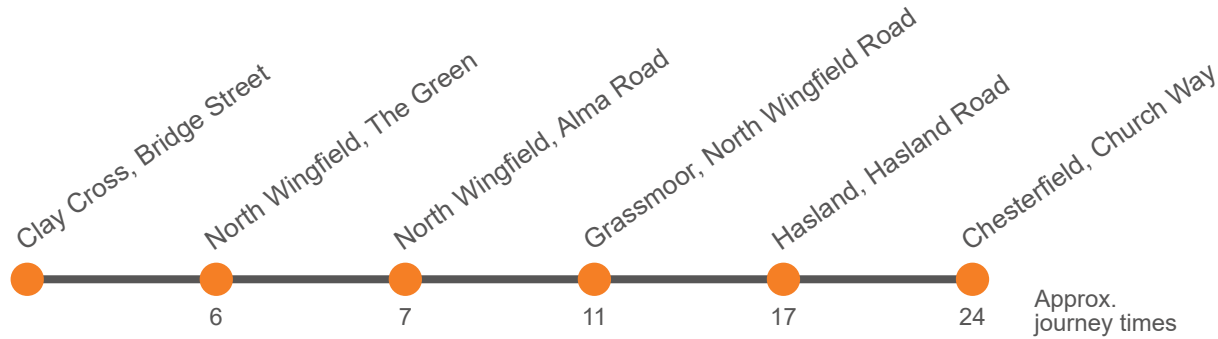 Clay Cross, Bridge Street
North Wingfield, The Green
North Wingfield, Alma Road
Grassmoor, North Wingfield Road
Hasland, Hasland Road
Chesterfield, Church Way
6
7
11
17
24
Approx.
journey times